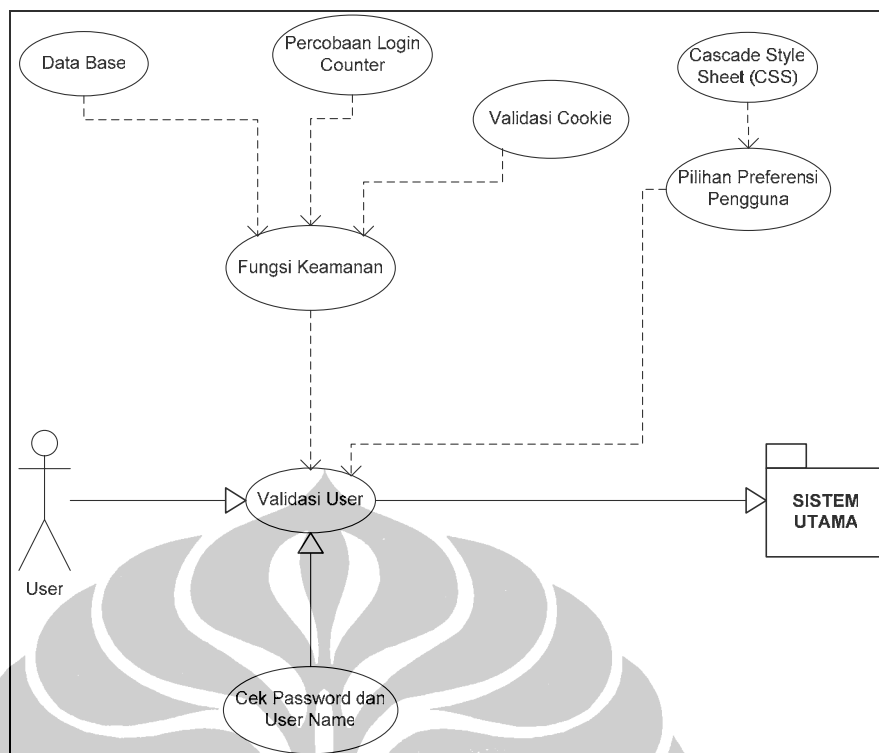 Data Base
Percobaan Login
Counter
Cascade Style
Sheet (CSS)
Validasi Cookie
Pilihan Preferensi
Pengguna
Fungsi Keamanan
Validasi User
SISTEM
UTAMA
User
Cek Password dan
User Name